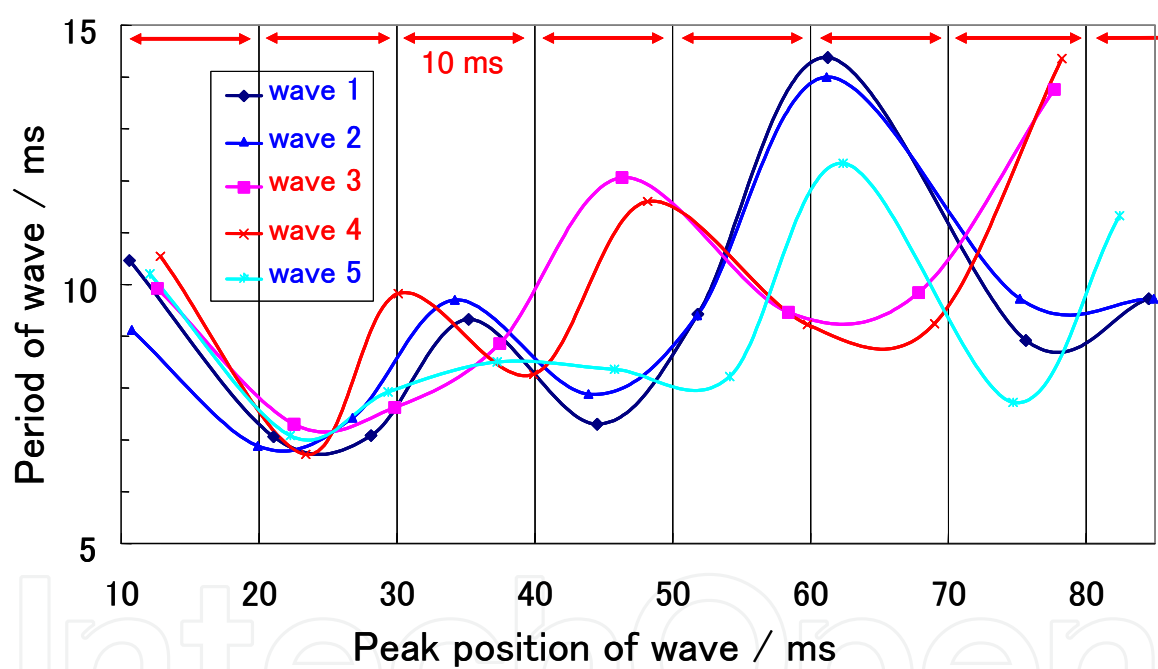 15
10 ms
wave 1
wave 2
wave 3
wave 4
wave 5
10
5
Period of wave / ms
10 20 30 40 50 60 70 80
Peak position of wave / ms
IntechOpen